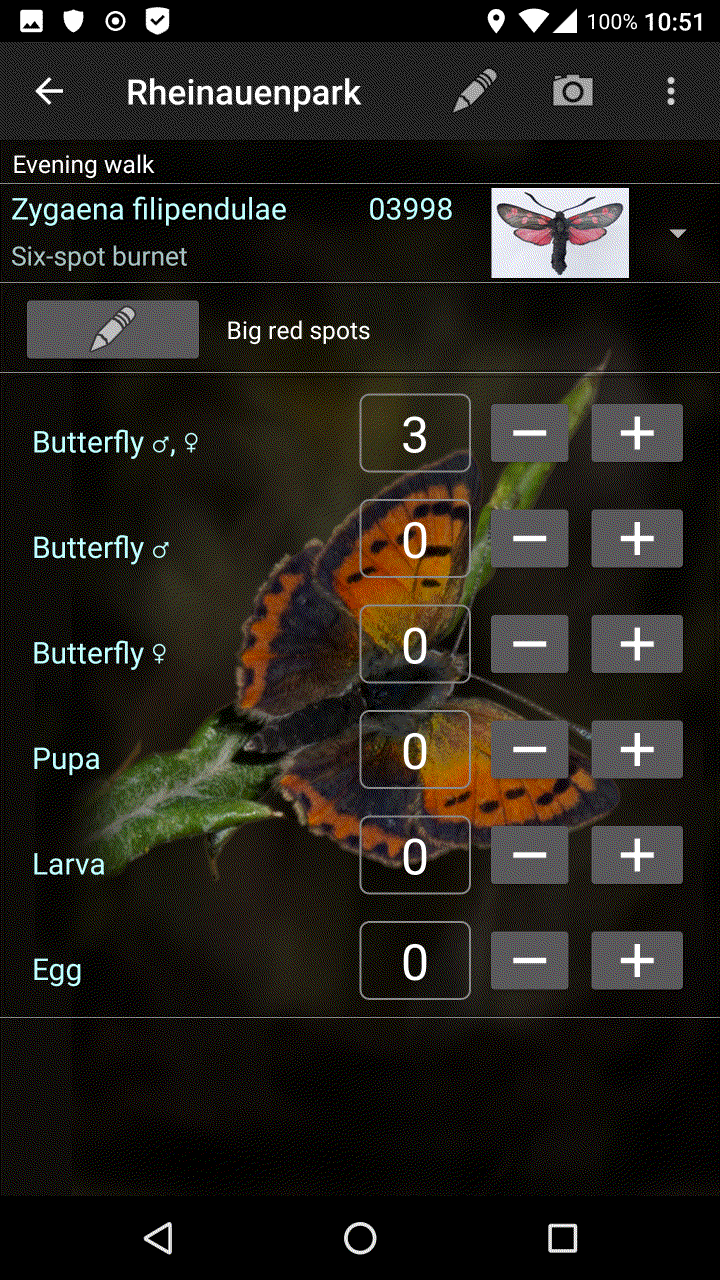 100% 10:51
Rheinauenpark
Evening walk
Zygaena filipendulae 03998
Six-spot burnet
Big red spots
Butterfly ♂, ♀ 3 − +
Butterfly ♂ 0 − +
Butterfly ♀ 0 − +
Pupa 0 − +
Larva 0 − +
Egg 0 − +